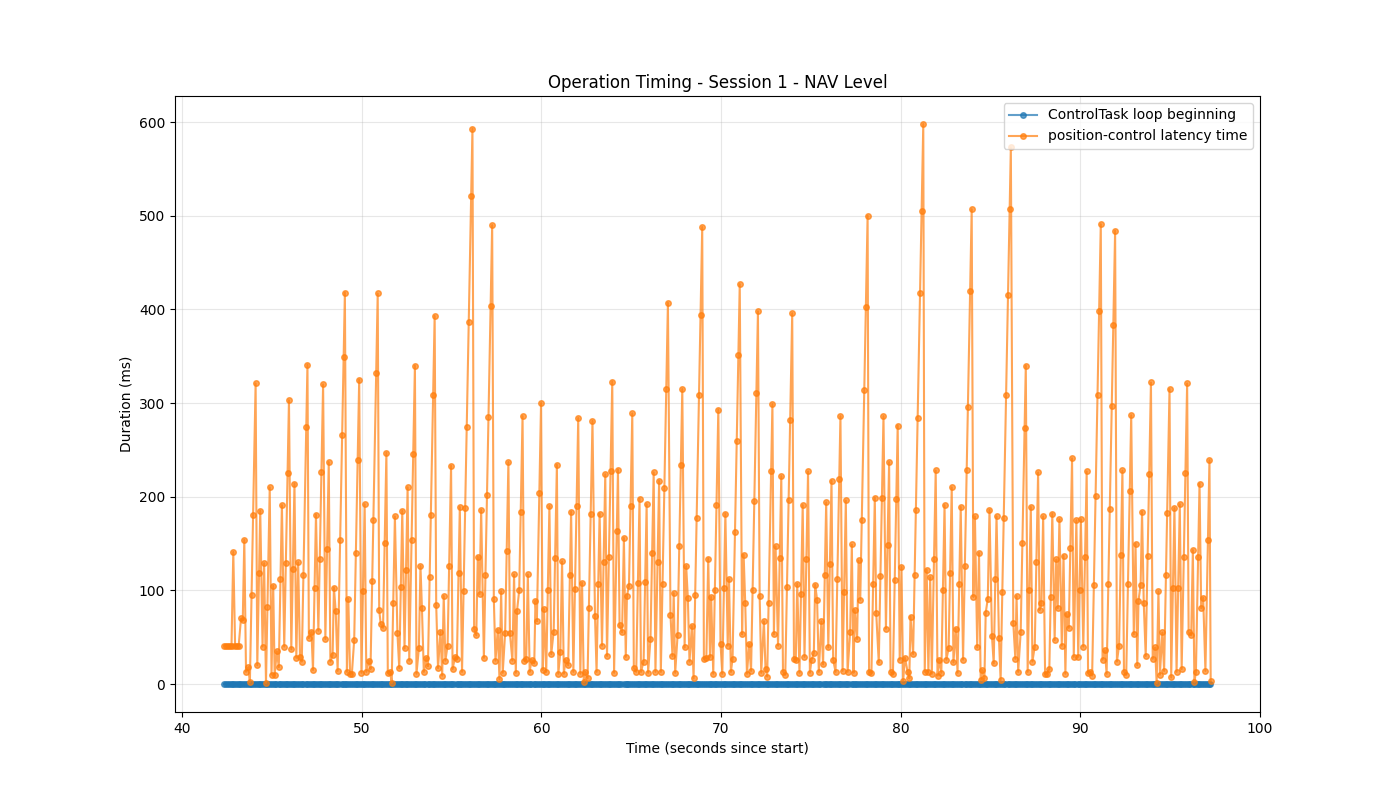 Operation Timing - Session 1 - NAV Level
ControlTask loop beginning
position-control latency time
600
500
400
300
200
100
0
Duration (ms)
40
50
60
70
80
90
100
Time (seconds since start)